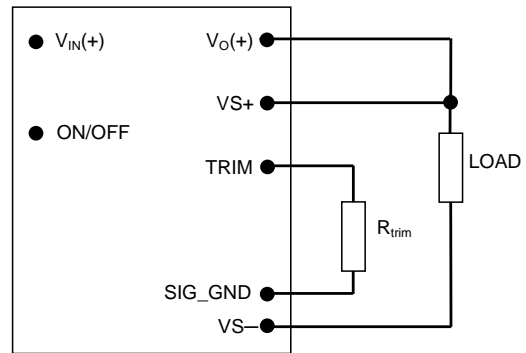 V_IN(+)
V_O(+)
VS+
ON/OFF
TRIM
LOAD
R_trim
SIG_GND
VS─